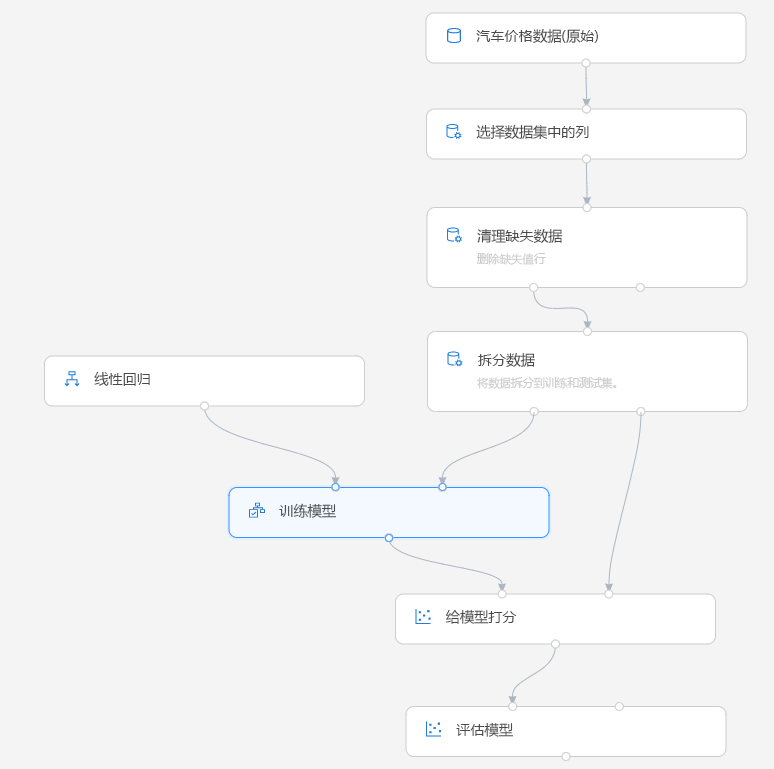 汽车价格数据(原始)
选择数据集中的列
清理缺失数据
删除缺失值行
拆分数据
将数据拆分到训练和测试集。
线性回归
训练模型
给模型打分
评估模型